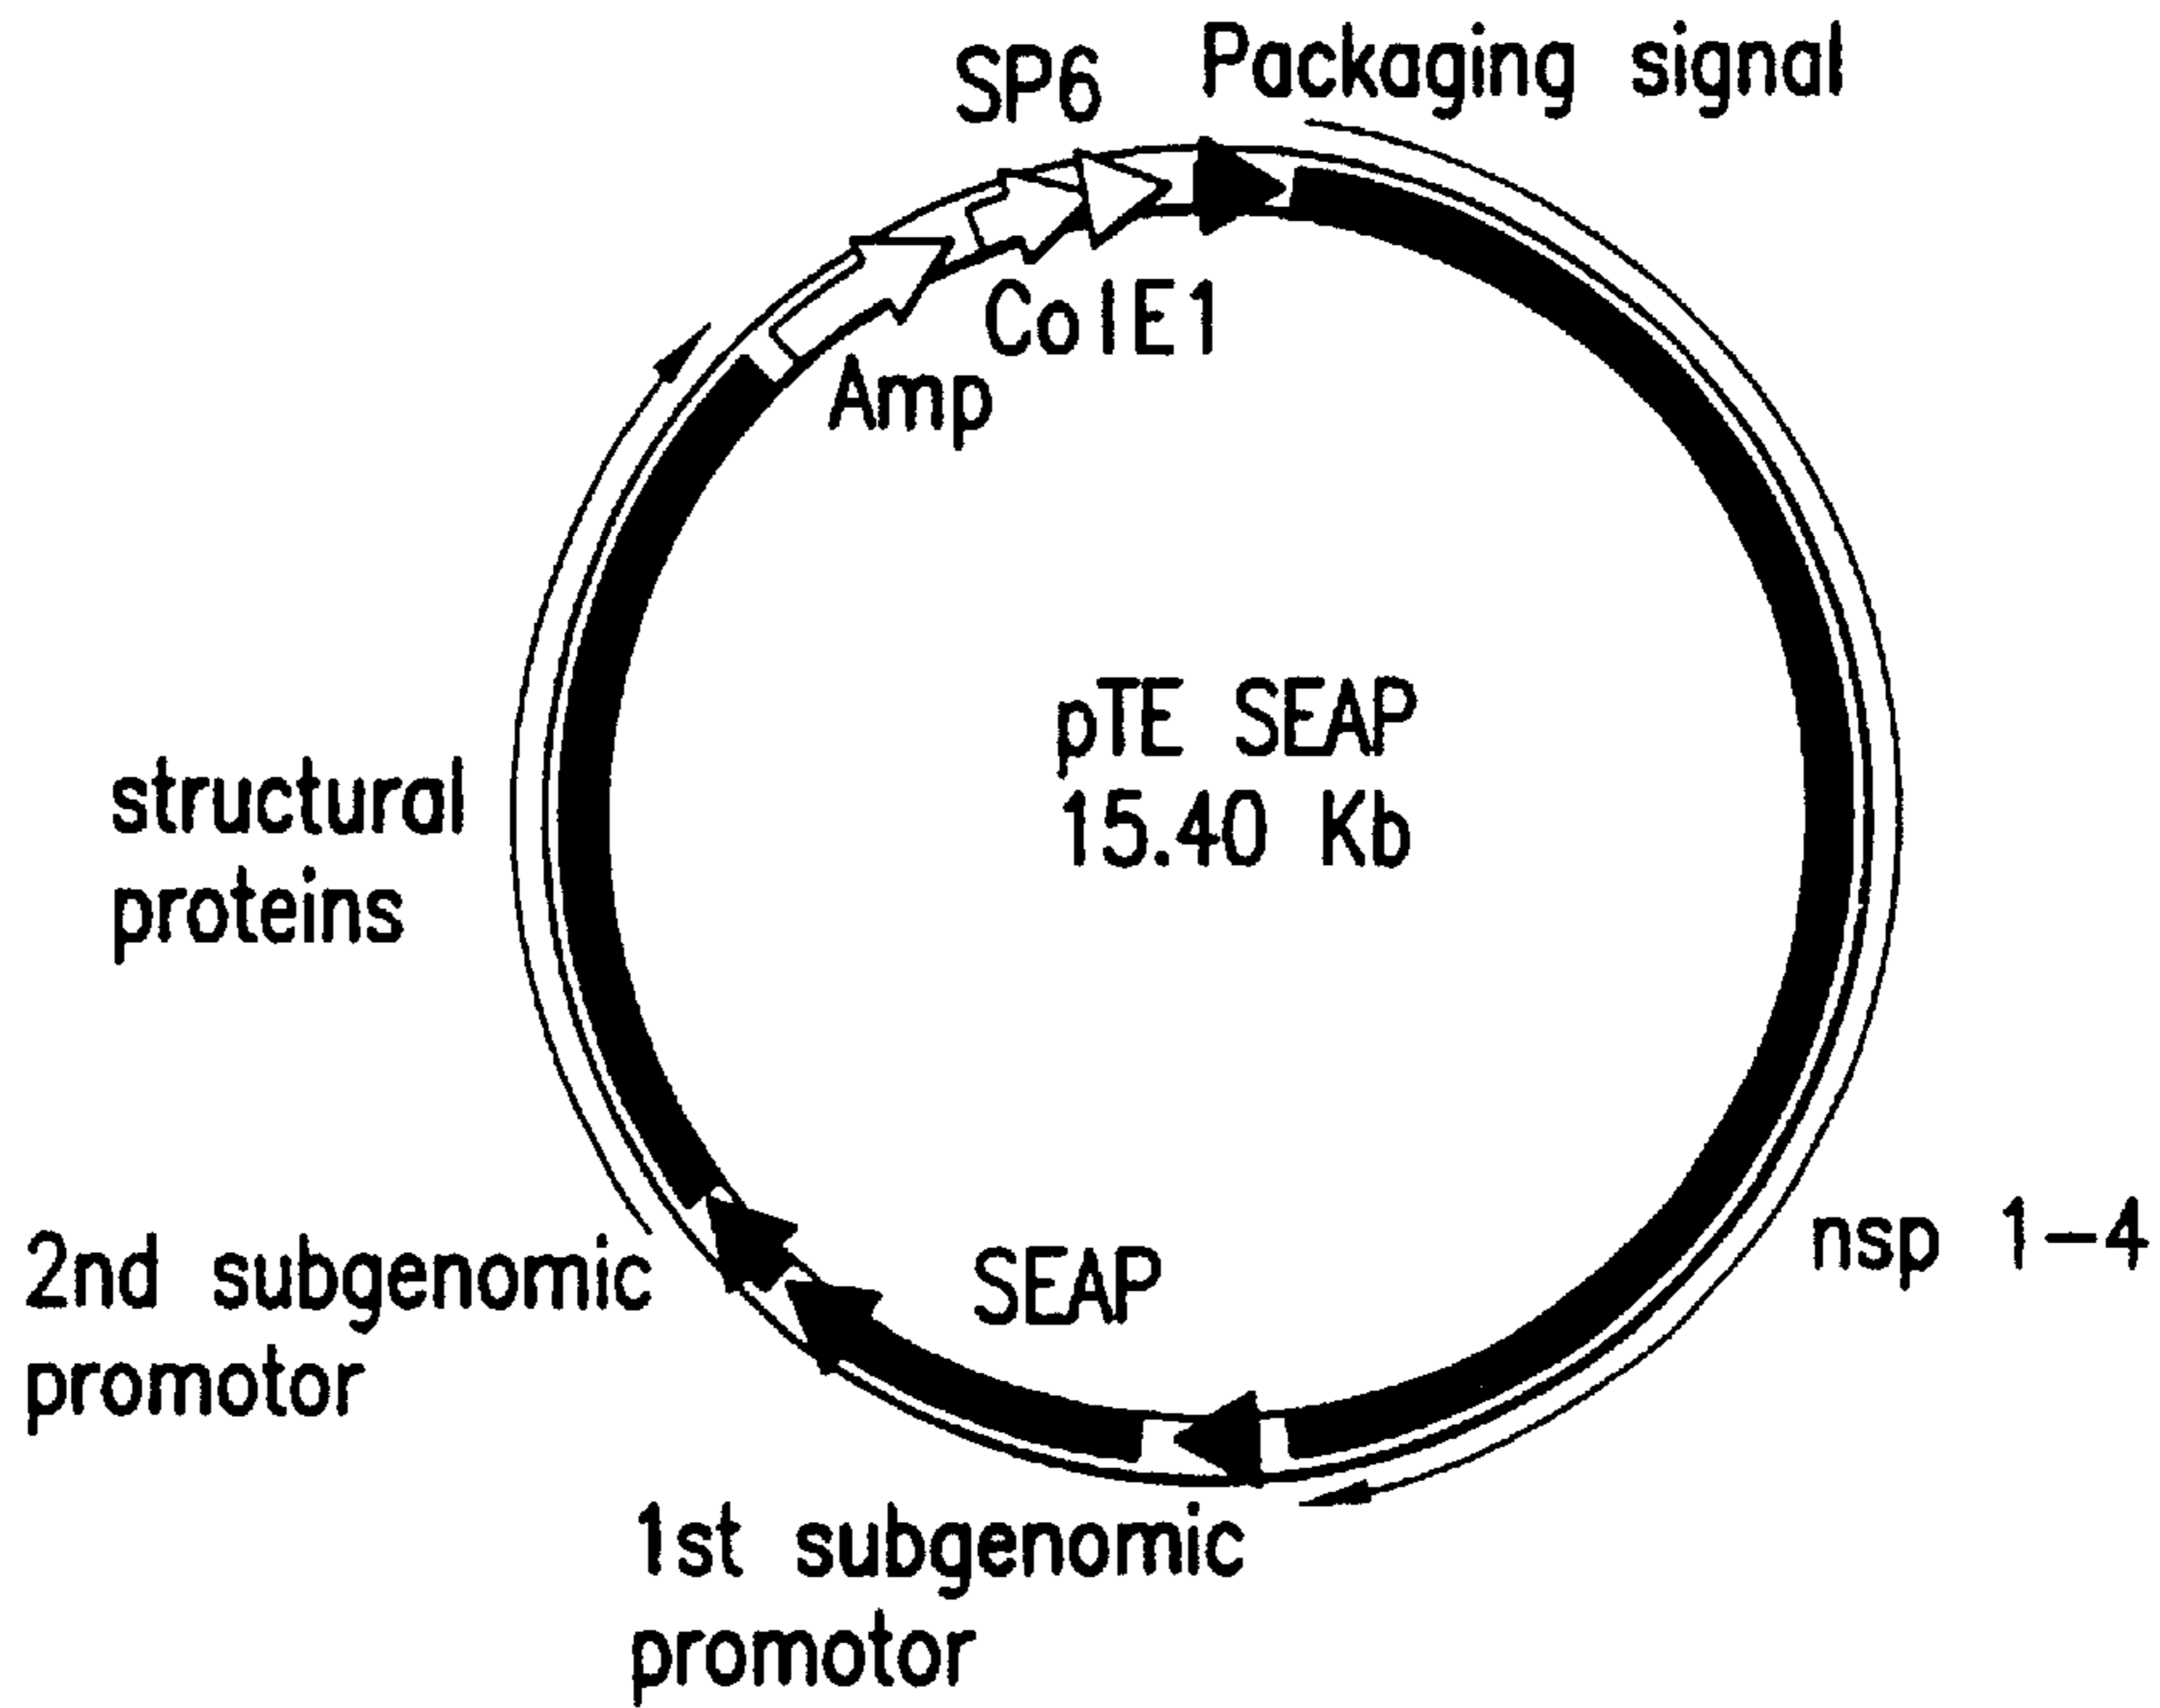 SP6
Packaging signal
ColE1
Amp
pTE SEAP
15.40 Kb
structural
proteins
nsp 1-4
2nd subgenomic
promotor
SEAP
1st subgenomic
promotor